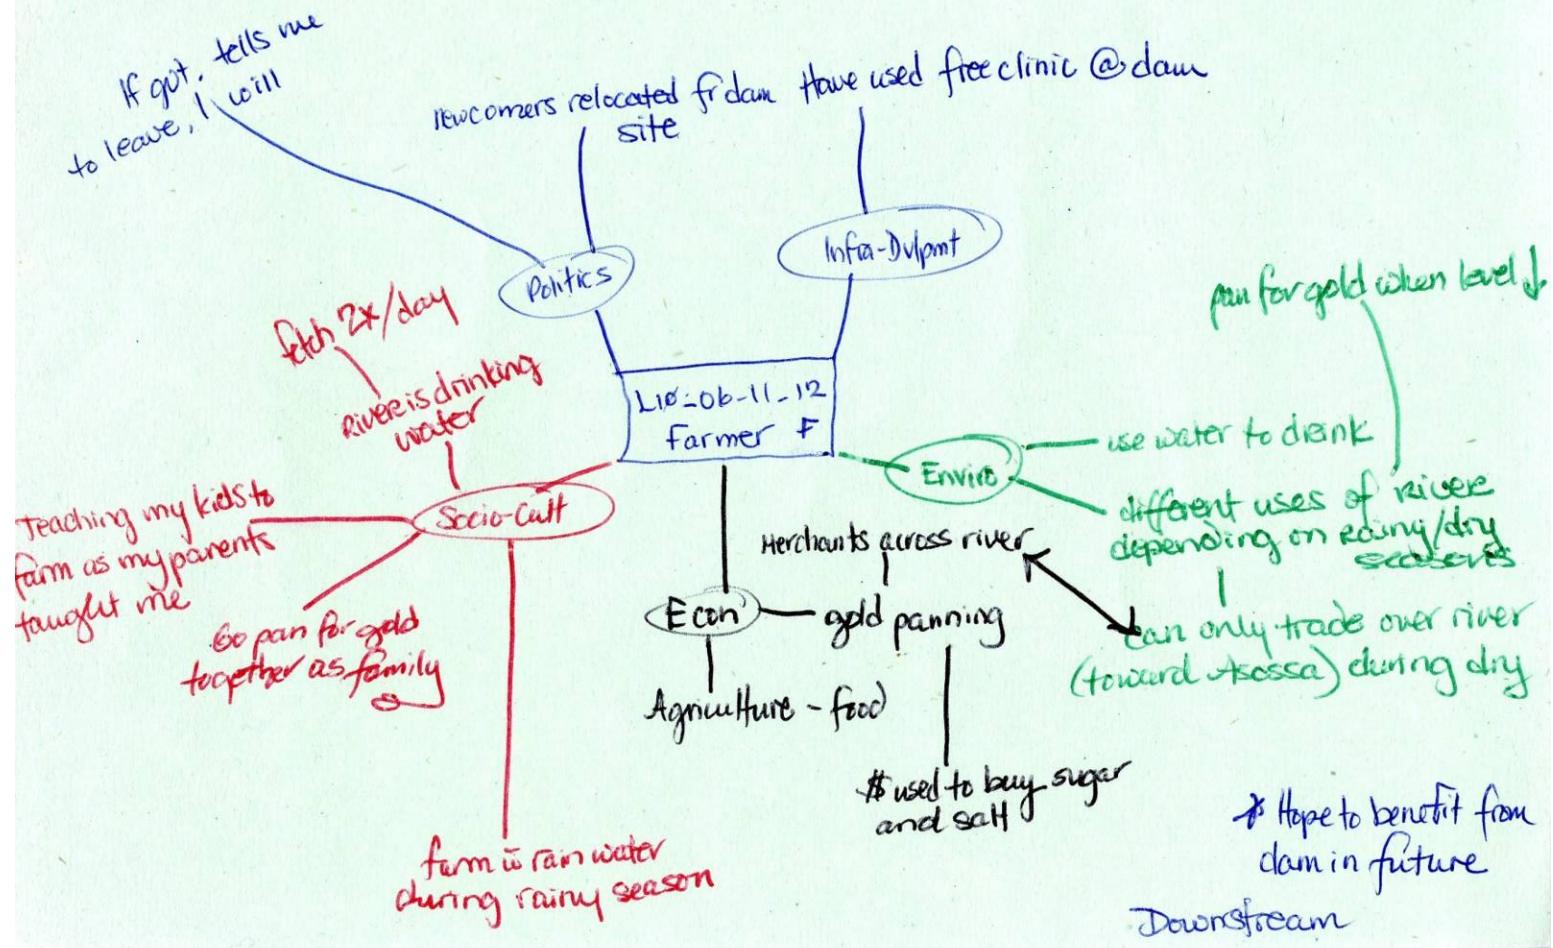 If gov't. tells me
to leave, I will
newcomers relocated fr dam
site
Have used free clinic @ dam
Politics
Infra-Dvlpmt
pan for gold when level ↓
fetch 2x/day
River is drinking
water
L10_06-11-12
Farmer F
Enviro
use water to drink
different uses of river
depending on rainy/dry
seasons
can only trade over river
(toward Asossa) during dry
Socio-Cult
Teaching my kids to
farm as my parents
taught me
Go pan for gold
together as family
farm w̄ rain water
during rainy season
Merchants across river
Econ
gold panning
Agriculture - food
$ used to buy sugar
and salt
* Hope to benefit from
dam in future
Downstream